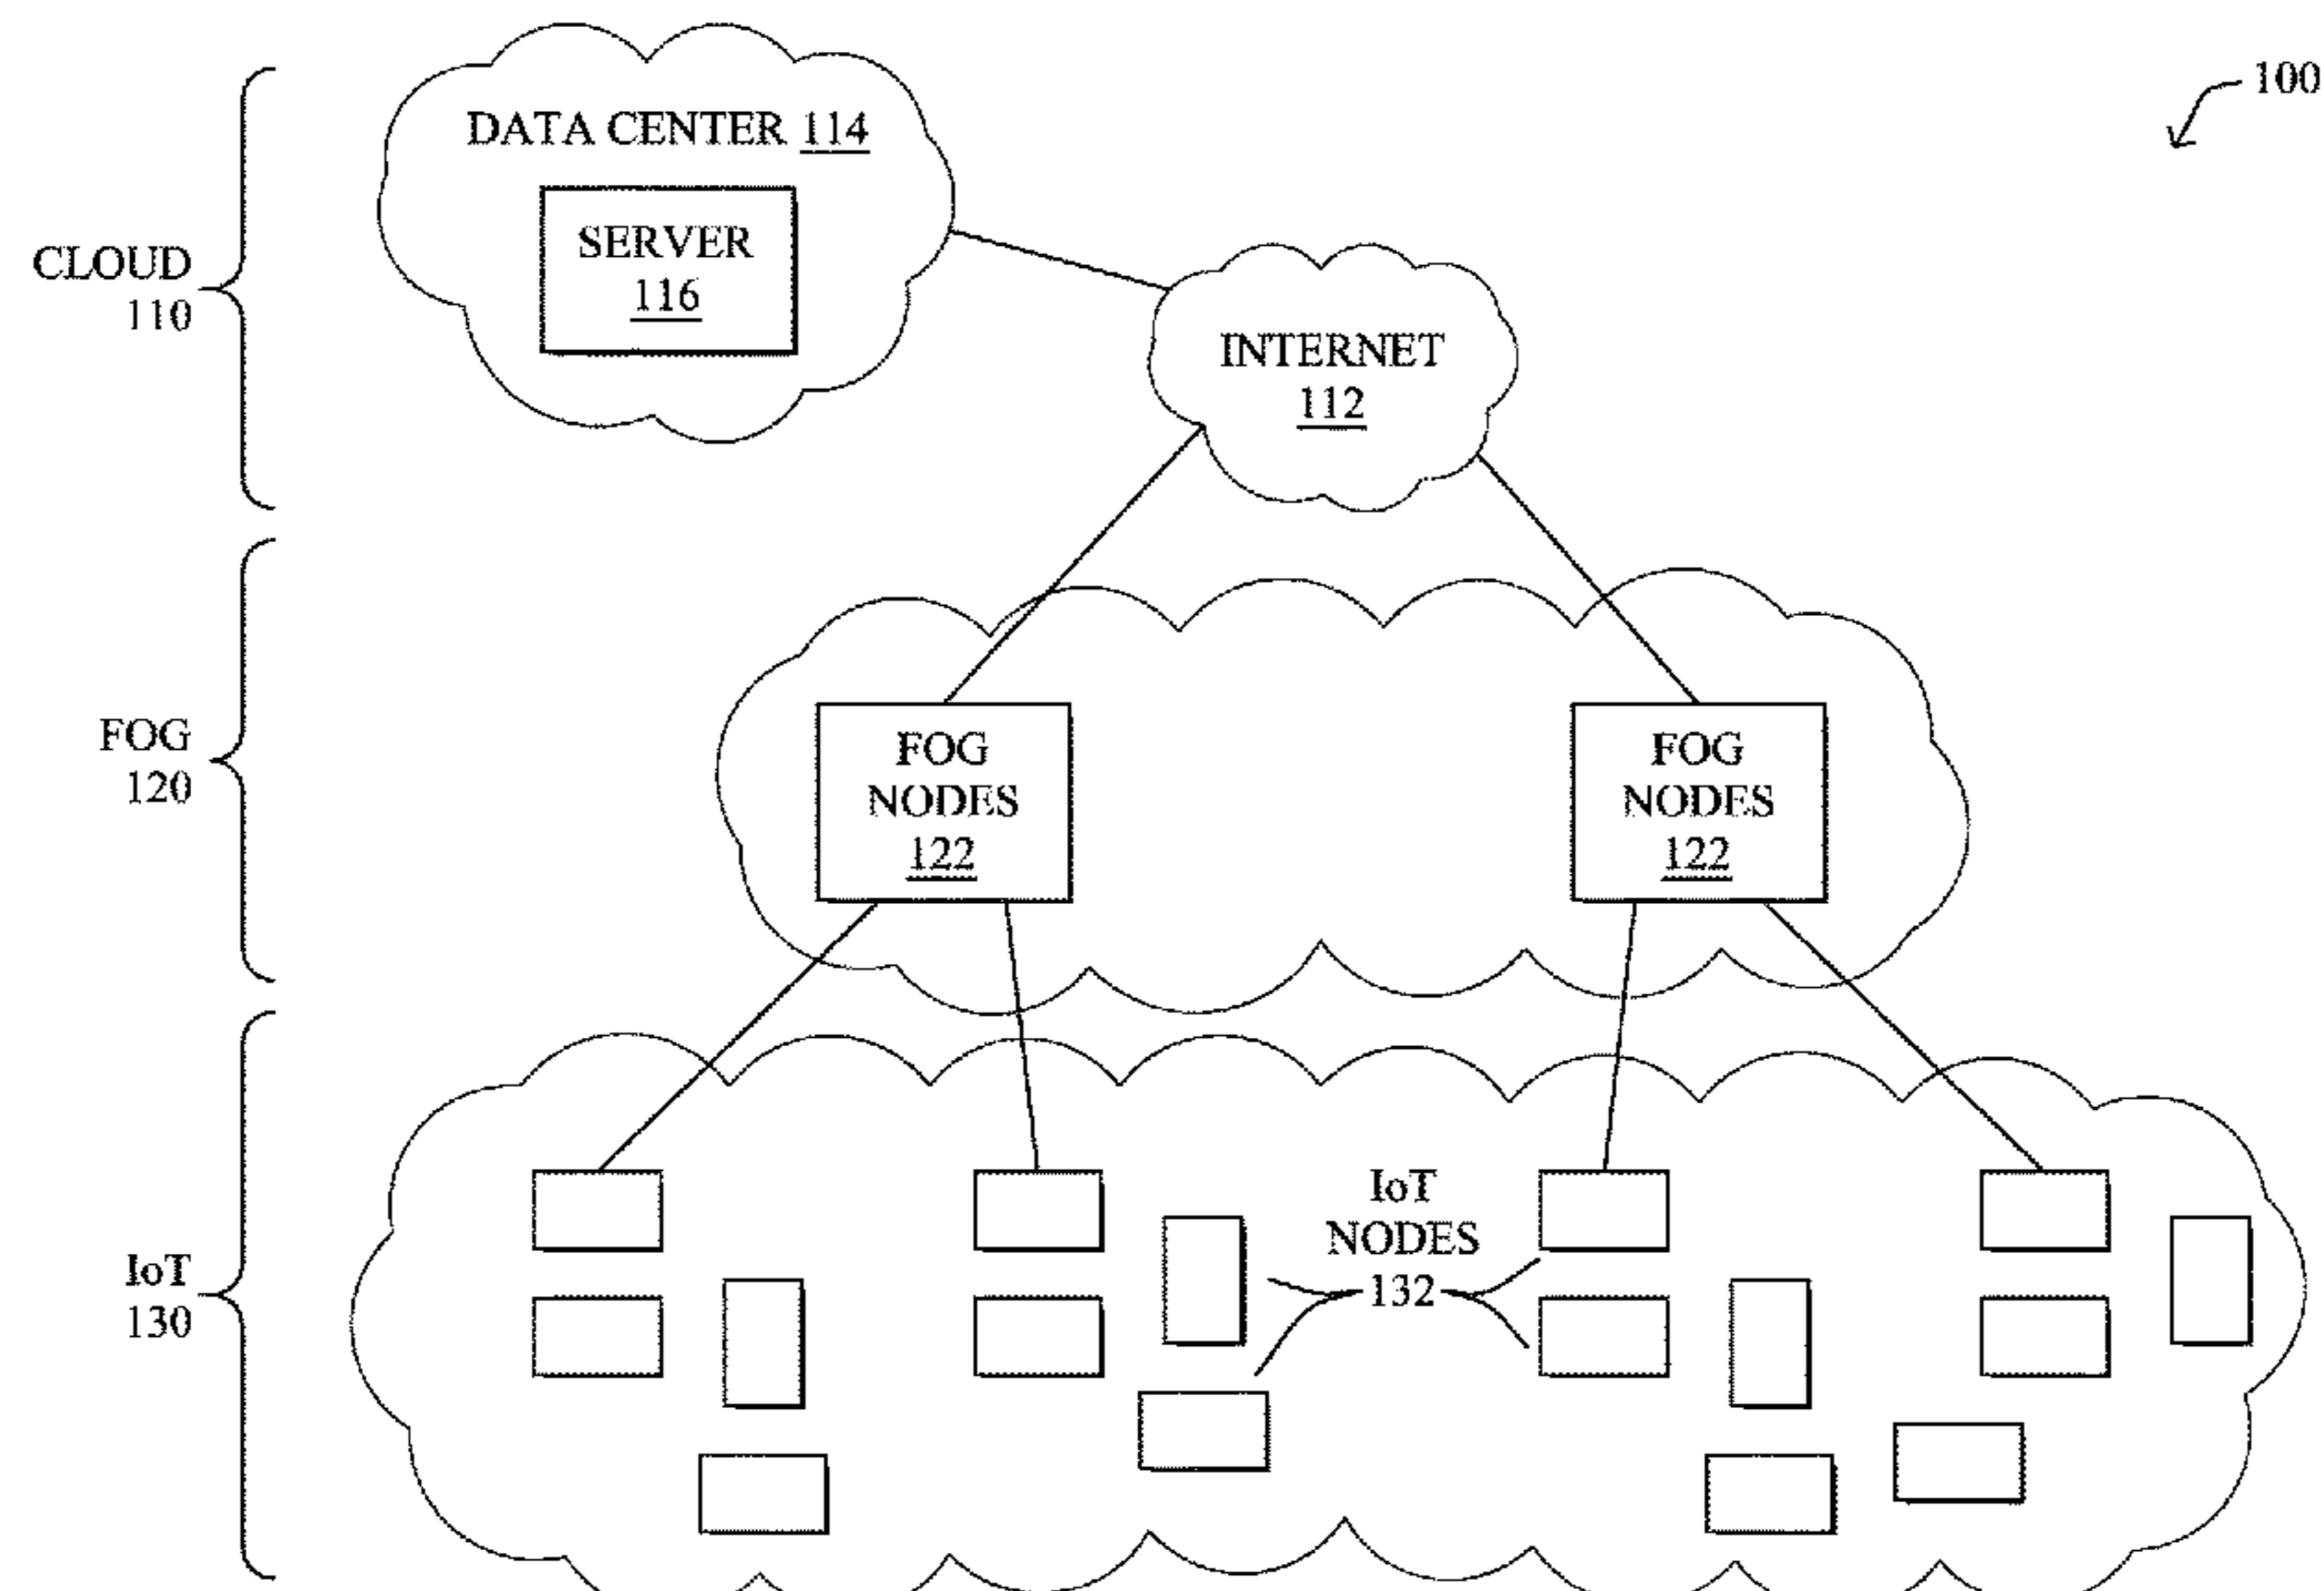 100
DATA CENTER 114
SERVER
116
CLOUD
110
INTERNET
112
FOG
120
FOG
NODES
122
FOG
NODES
122
IoT
130
IoT
NODES
132